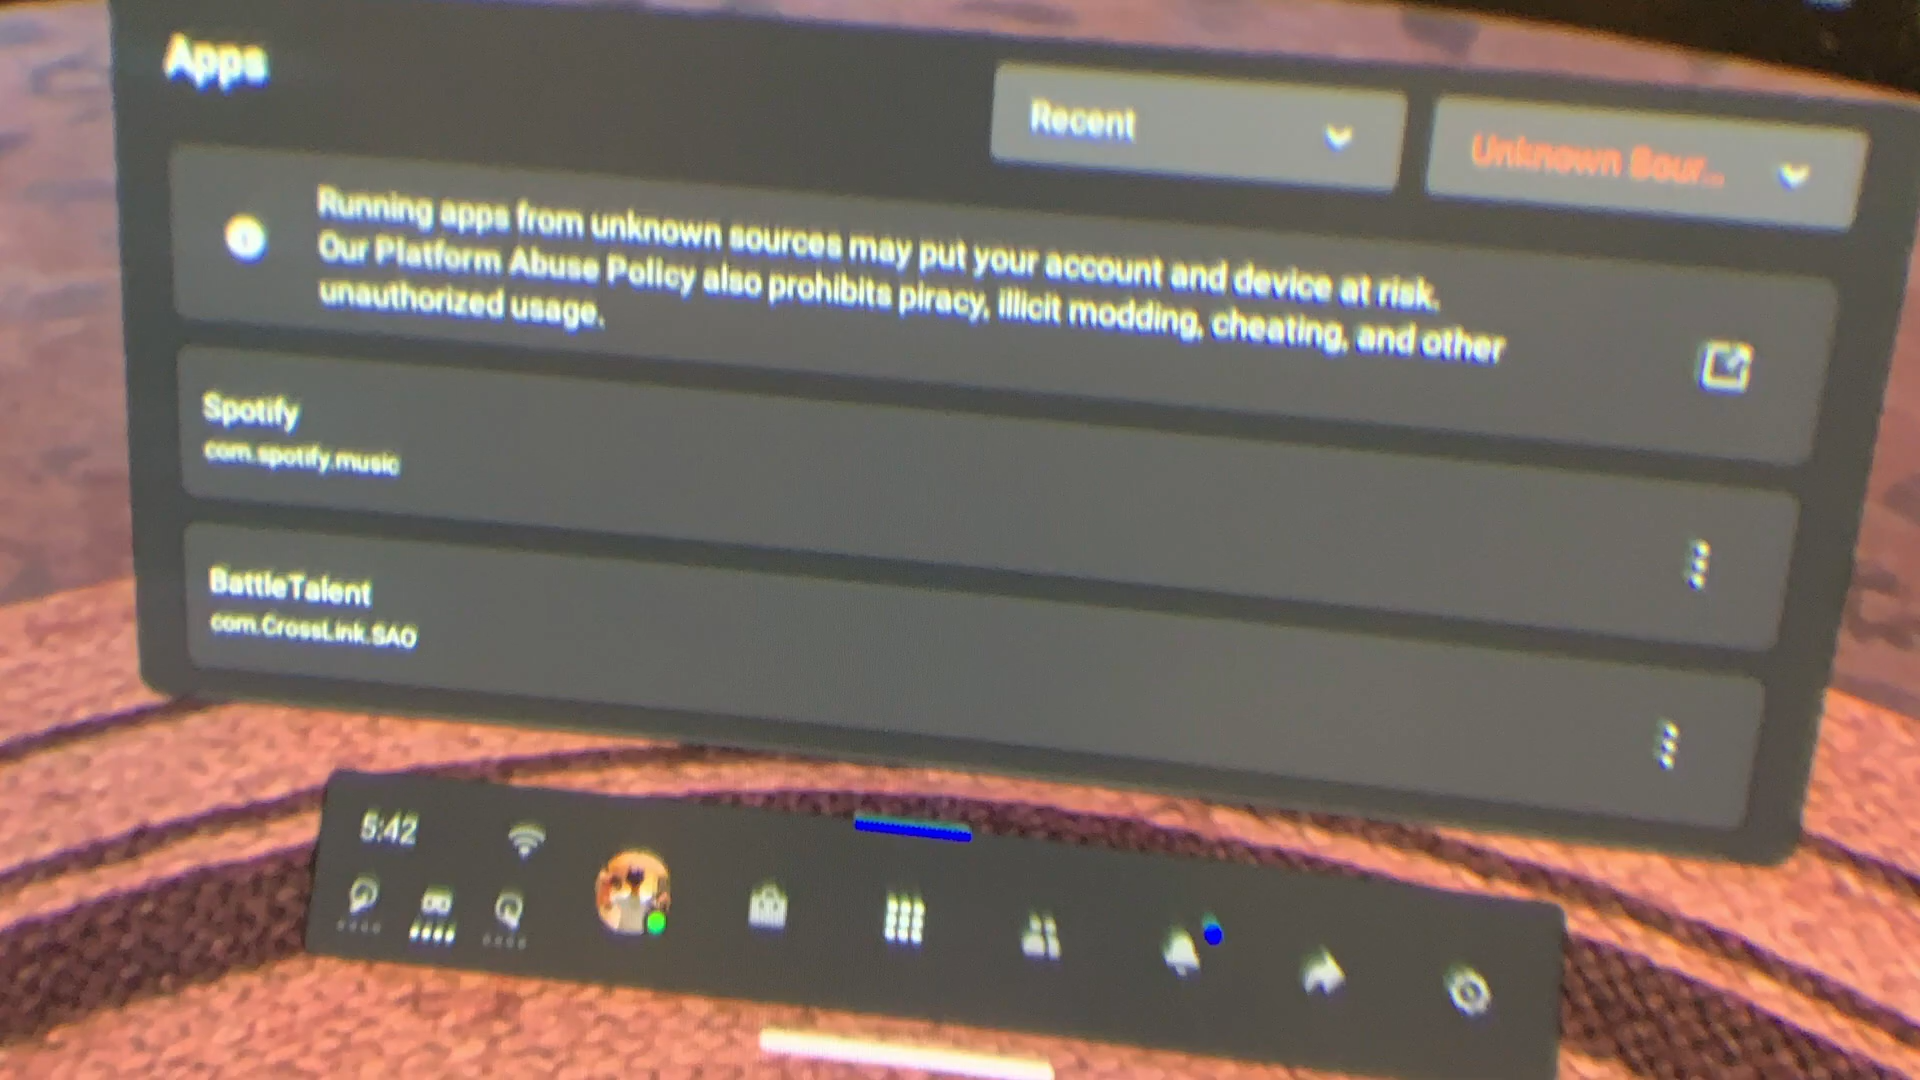 Apps
Recent
Unknown Sour...
Running apps from unknown sources may put your account and device at risk.
Our Platform Abuse Policy also prohibits piracy, illicit modding, cheating, and other
unauthorized usage.
Spotify
com.spotify.music
BattleTalent
com.CrossLink.SAO
5:42